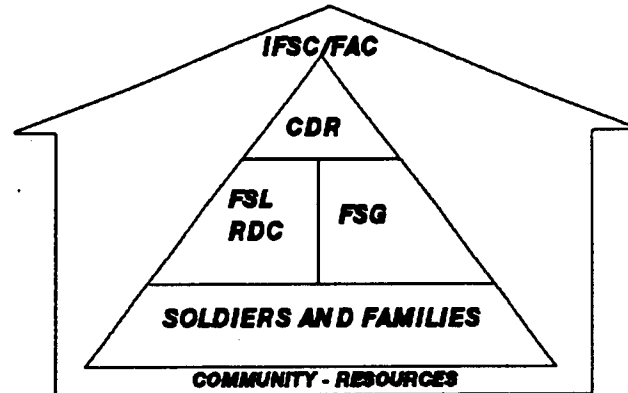 IFSC/FAC
CDR
FSL
RDC
FSG
SOLDIERS AND FAMILIES
COMMUNITY - RESOURCES